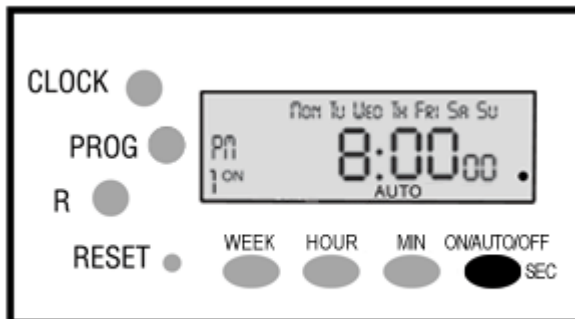 CLOCK
PROG
R
RESET
Mon Tu Wed Th Fri Sa Su
PM
8:00 00
1 ON
AUTO
WEEK HOUR MIN ON/AUTO/OFF
SEC